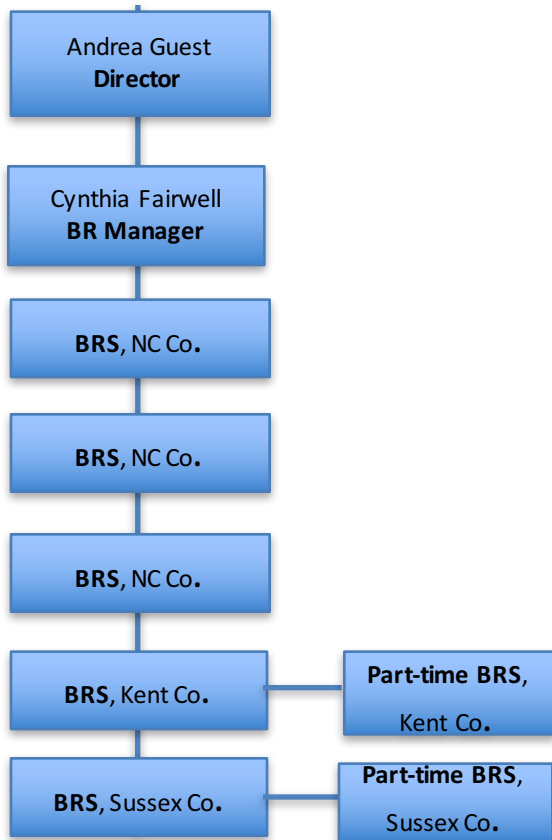 Andrea Guest
Director
Cynthia Fairwell
BR Manager
BRS, NC Co.
BRS, NC Co.
BRS, NC Co.
BRS, Kent Co.
Part-time BRS,
Kent Co.
BRS, Sussex Co.
Part-time BRS,
Sussex Co.